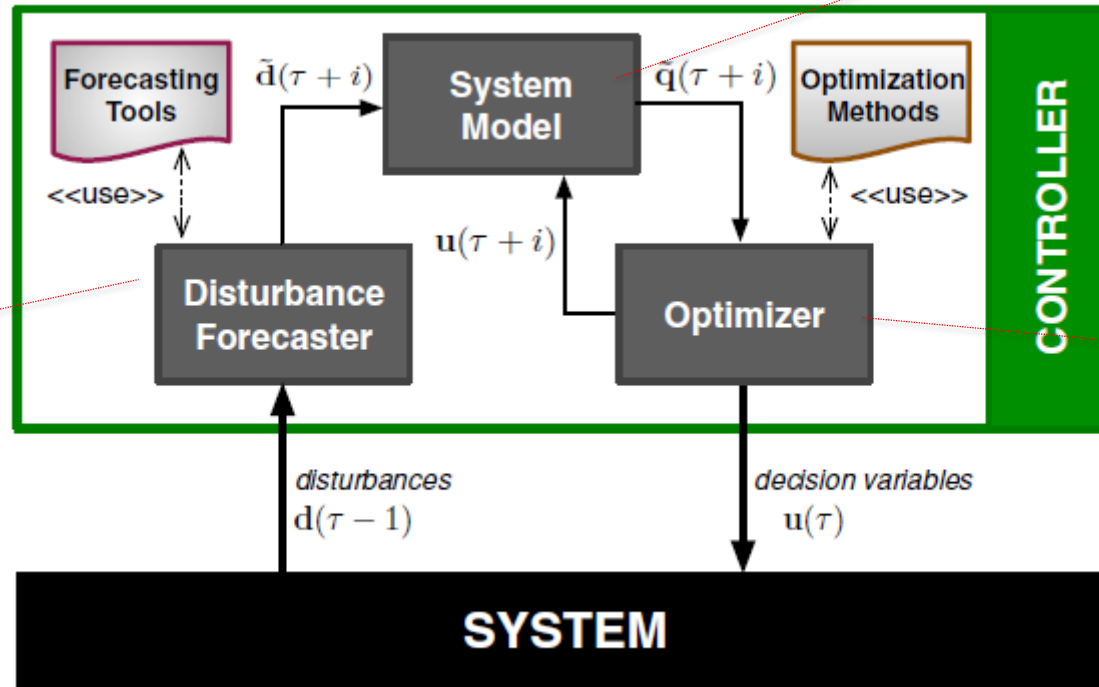 Forecasting
Tools
d̃(τ + i)
System
Model
q̃(τ + i)
Optimization
Methods
<<use>>
<<use>>
u(τ + i)
Disturbance
Forecaster
Optimizer
CONTROLLER
disturbances
d(τ − 1)
decision variables
u(τ)
SYSTEM